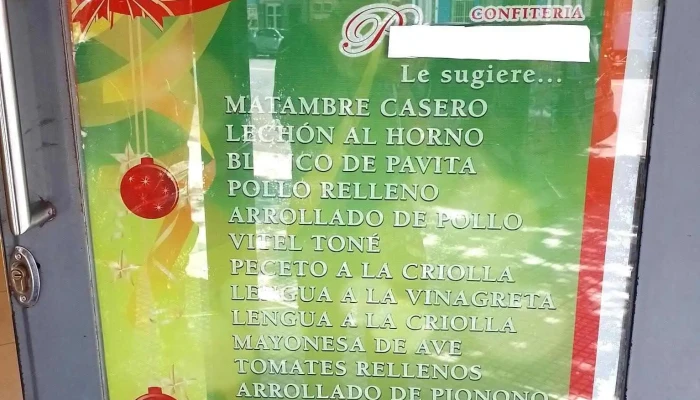 CONFITERIA
P
Le sugiere...
MATAMBRE CASERO
LECHÓN AL HORNO
BLANCO DE PAVITA
POLLO RELLENO
ARROLLADO DE POLLO
VITEL TONÉ
PECETO A LA CRIOLLA
LENGUA A LA VINAGRETA
LENGUA A LA CRIOLLA
MAYONESA DE AVE
TOMATES RELLENOS
ARROLLADO DE PIONONO